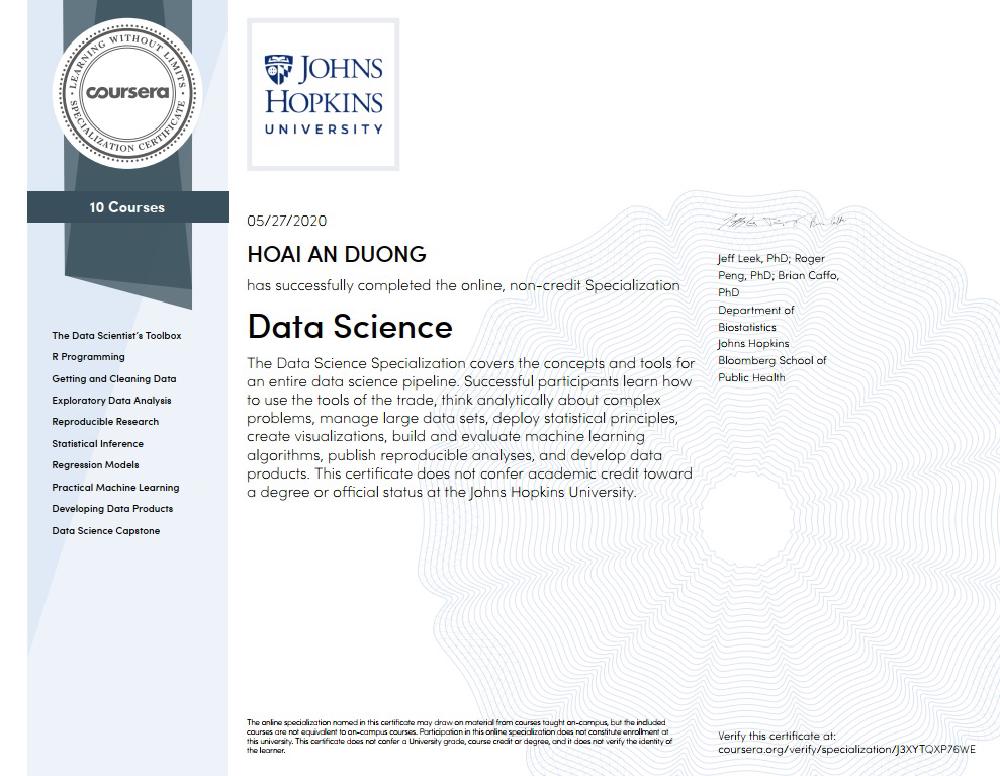 LEARNING WITHOUT LIMITS
coursera
SPECIALIZATION CERTIFICATE
JOHNS
HOPKINS
UNIVERSITY
10 Courses
The Data Scientist's Toolbox
R Programming
Getting and Cleaning Data
Exploratory Data Analysis
Reproducible Research
Statistical Inference
Regression Models
Practical Machine Learning
Developing Data Products
Data Science Capstone
05/27/2020
HOAI AN DUONG
has successfully completed the online, non-credit Specialization
Data Science
The Data Science Specialization covers the concepts and tools for
an entire data science pipeline. Successful participants learn how
to use the tools of the trade, think analytically about complex
problems, manage large data sets, deploy statistical principles,
create visualizations, build and evaluate machine learning
algorithms, publish reproducible analyses, and develop data
products. This certificate does not confer academic credit toward
a degree or official status at the Johns Hopkins University.
Jeff Leek, PhD; Roger
Peng, PhD; Brian Caffo,
PhD
Department of
Biostatistics
Johns Hopkins
Bloomberg School of
Public Health
The online specialization named in this certificate may draw on material from courses taught on-campus, but the included
courses are not equivalent to on-campus courses. Participation in this online specialization does not constitute enrollment at
this university. This certificate does not confer a University grade, course credit or degree, and it does not verify the identity of
the learner.
Verify this certificate at:
coursera.org/verify/specialization/J3XYTQXP76WE